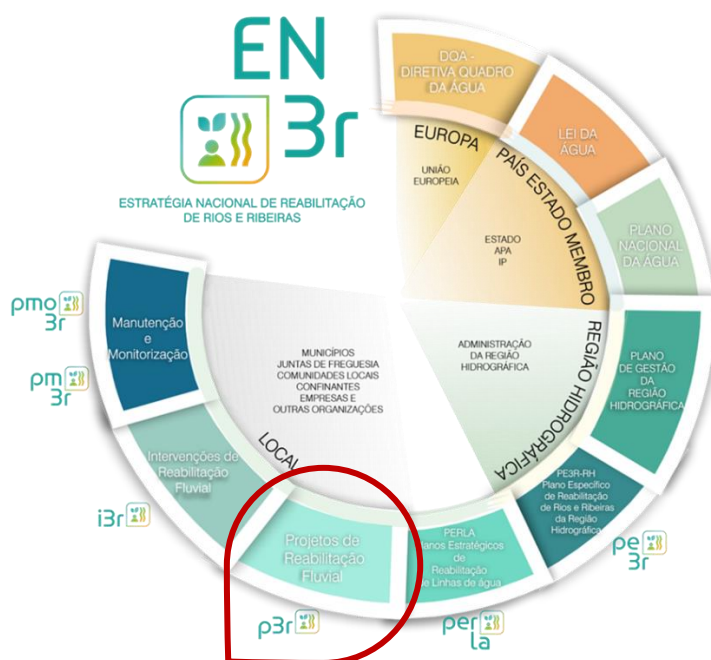 EN
3r
ESTRATÉGIA NACIONAL DE REABILITAÇÃO
DE RIOS E RIBEIRAS
DQA -
DIRETIVA QUADRO
DA ÁGUA
LEI DA
ÁGUA
PLANO
NACIONAL
DA ÁGUA
PLANO
DE GESTÃO
DA
REGIÃO
HIDROGRÁFICA
PE3R-RH
Plano Específico
de Reabilitação
de Rios e Ribeiras
da Região
Hidrográfica
pe
3r
PERLA
Planos Estratégicos
de
Reabilitação
de Linhas de água
per
la
Projetos de
Reabilitação
Fluvial
p3r
Intervenções de
Reabilitação
Fluvial
i3r
Manutenção
e
Monitorização
pmo
3r
pm
3r
EUROPA
UNIÃO
EUROPEIA
PAÍS ESTADO MEMBRO
ESTADO
APA
IP
REGIÃO HIDROGRÁFICA
ADMINISTRAÇÃO
DA REGIÃO
HIDROGRÁFICA
LOCAL
MUNICÍPIOS
JUNTAS DE FREGUESIA
COMUNIDADES LOCAIS
CONFINANTES
EMPRESAS E
OUTRAS ORGANIZAÇÕES